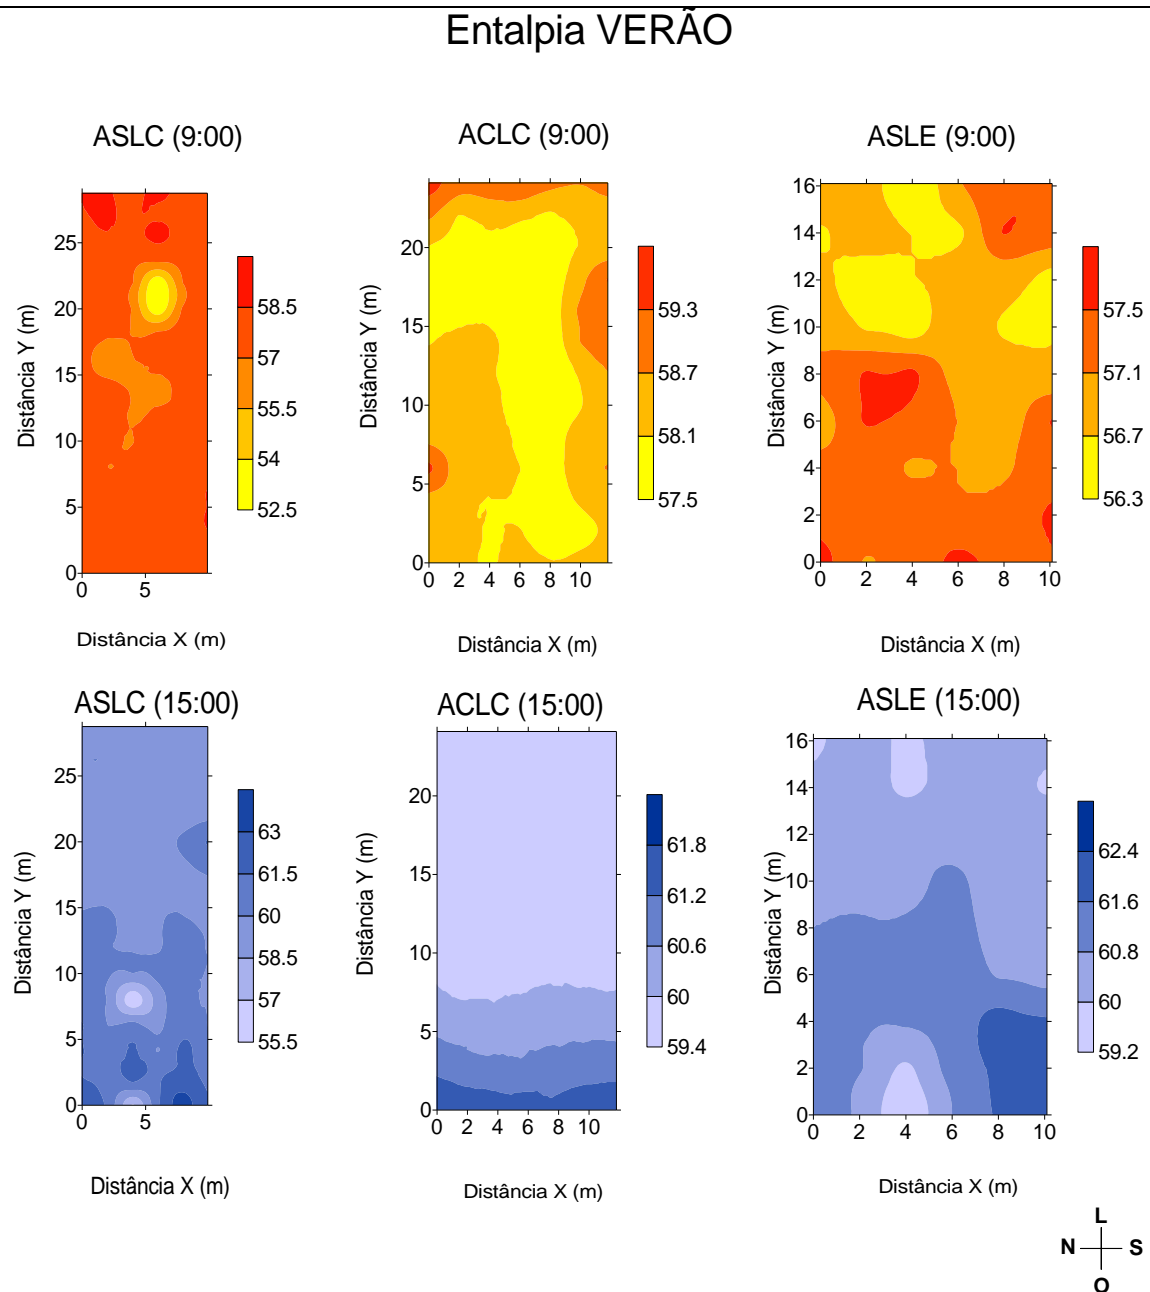 Entalpia VERÃO
ASLC (9:00)
ACLC (9:00)
ASLE (9:00)
Distância Y (m)
25
20
15
10
5
0
0 5
58.5
57
55.5
54
52.5
Distância X (m)
Distância Y (m)
20
15
10
5
0
0 2 4 6 8 10
59.3
58.7
58.1
57.5
Distância X (m)
Distância Y (m)
16
14
12
10
8
6
4
2
0
0 2 4 6 8 10
57.5
57.1
56.7
56.3
Distância X (m)
ASLC (15:00)
ACLC (15:00)
ASLE (15:00)
Distância Y (m)
25
20
15
10
5
0
0 5
63
61.5
60
58.5
57
55.5
Distância X (m)
Distância Y (m)
20
15
10
5
0
0 2 4 6 8 10
61.8
61.2
60.6
60
59.4
Distância X (m)
Distância Y (m)
16
14
12
10
8
6
4
2
0
0 2 4 6 8 10
62.4
61.6
60.8
60
59.2
Distância X (m)
L
N S
O